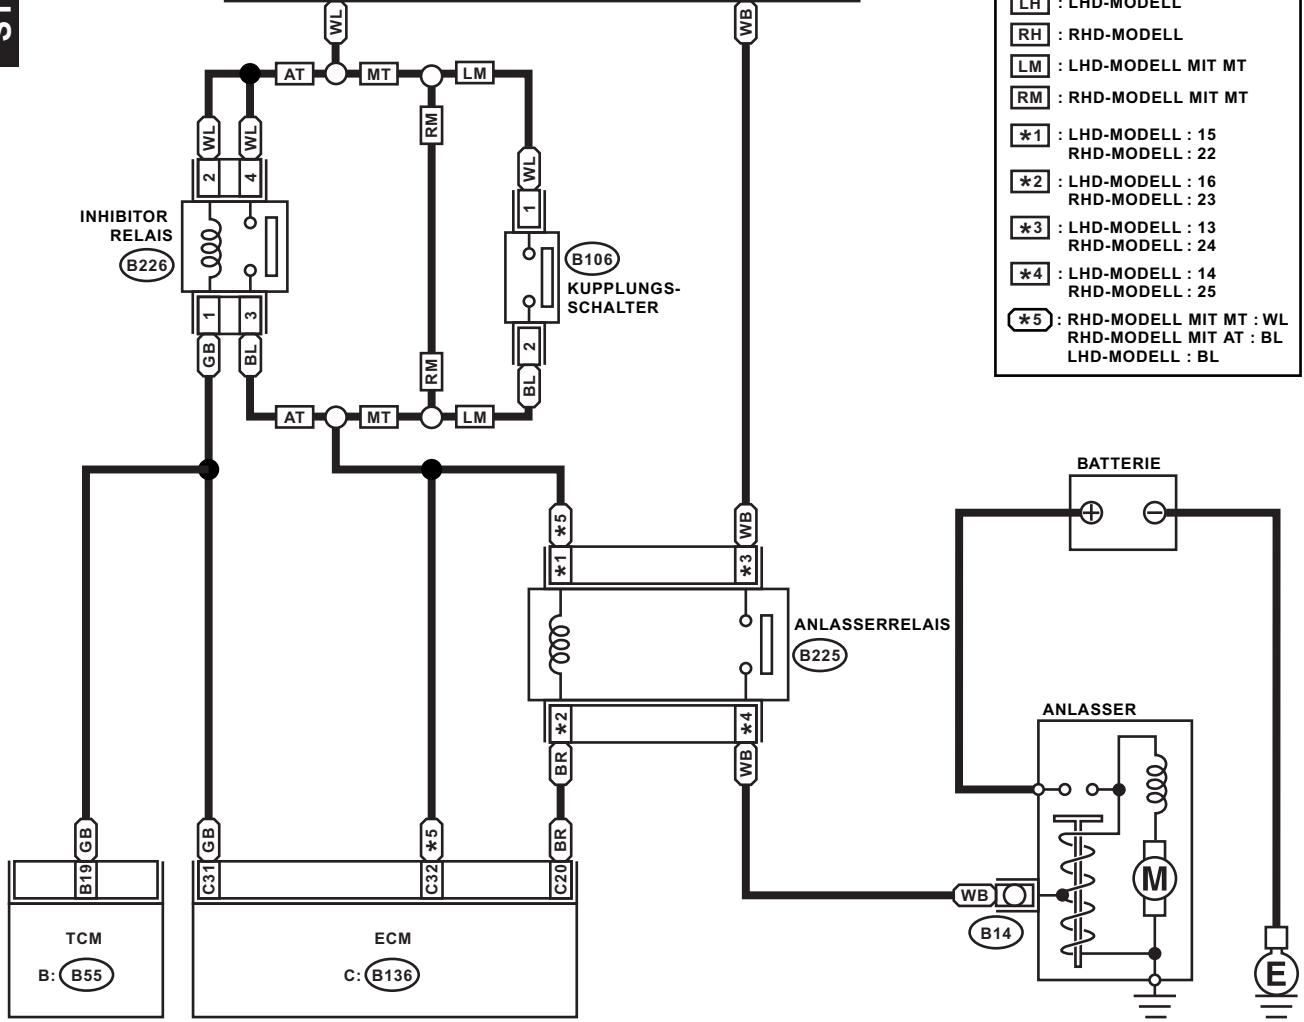 ST
WL
WB
LH : LHD-MODELL
RH : RHD-MODELL
LM : LHD-MODELL MIT MT
RM : RHD-MODELL MIT MT
*1 : LHD-MODELL : 15
RHD-MODELL : 22
*2 : LHD-MODELL : 16
RHD-MODELL : 23
*3 : LHD-MODELL : 13
RHD-MODELL : 24
*4 : LHD-MODELL : 14
RHD-MODELL : 25
*5 : RHD-MODELL MIT MT : WL
RHD-MODELL MIT AT : BL
LHD-MODELL : BL
AT MT LM
RM
WL WL WL
2 4 1
INHIBITOR
RELAIS
B226
B106
KUPPLUNGS-
SCHALTER
1 3 2
GB BL RM BL
AT MT LM
BATTERIE
+ −
*5 WB
*1 *3
ANLASSERRELAIS
B225
*2 *4
BR WB
ANLASSER
GB GB *5 BR
B19 C31 C32 C20
M
WB
B14
TCM
B: B55
ECM
C: B136
E